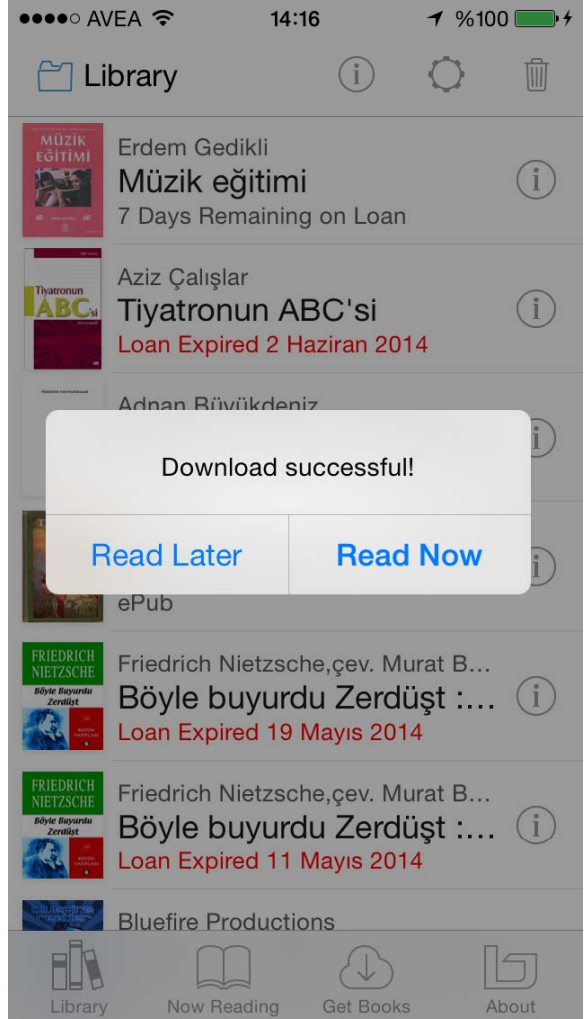 AVEA 14:16 %100
Library
MÜZİK
EĞİTİMİ
Erdem Gedikli
Müzik eğitimi
7 Days Remaining on Loan
Tiyatronun
ABC'si
Aziz Çalışlar
Tiyatronun ABC'si
Loan Expired 2 Haziran 2014
Adnan Büyükdeniz
Download successful!
Read Later Read Now
ePub
FRIEDRICH
NIETZSCHE
Böyle Buyurdu
Zerdüşt
Friedrich Nietzsche,çev. Murat B...
Böyle buyurdu Zerdüşt :...
Loan Expired 19 Mayıs 2014
FRIEDRICH
NIETZSCHE
Böyle Buyurdu
Zerdüşt
Friedrich Nietzsche,çev. Murat B...
Böyle buyurdu Zerdüşt :...
Loan Expired 11 Mayıs 2014
Bluefire Productions
Library Now Reading Get Books About